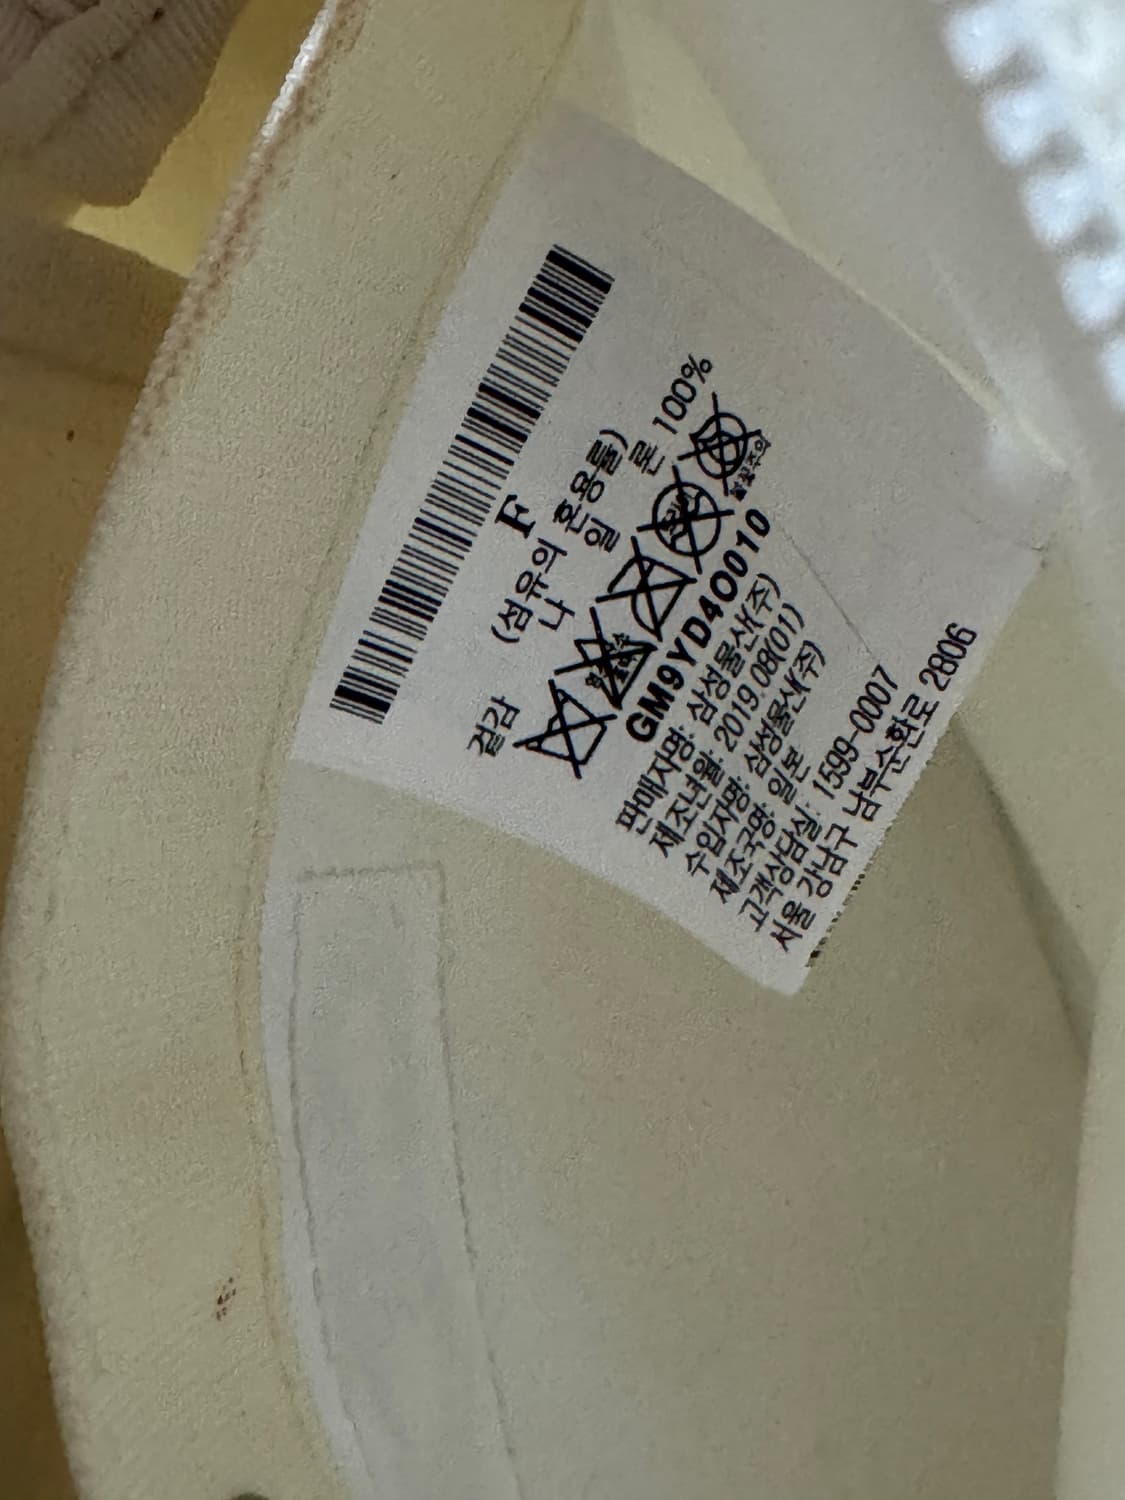 F
(섬유의 혼용률)
겉감 나일론 100%
GM9YD4O010
판매자명: 삼성물산(주)
제조년월: 2019.08(01)
수입자명: 삼성물산(주)
제조국명: 일본
고객상담실: 1599-0007
서울 강남구 남부순환로 2806